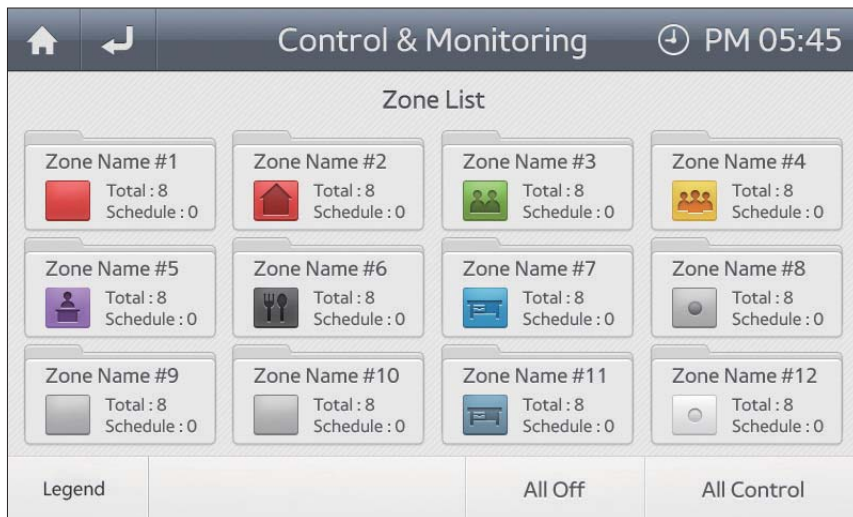 Control & Monitoring
PM 05:45
Zone List
Zone Name #1
Total : 8
Schedule : 0
Zone Name #2
Total : 8
Schedule : 0
Zone Name #3
Total : 8
Schedule : 0
Zone Name #4
Total : 8
Schedule : 0
Zone Name #5
Total : 8
Schedule : 0
Zone Name #6
Total : 8
Schedule : 0
Zone Name #7
Total : 8
Schedule : 0
Zone Name #8
Total : 8
Schedule : 0
Zone Name #9
Total : 8
Schedule : 0
Zone Name #10
Total : 8
Schedule : 0
Zone Name #11
Total : 8
Schedule : 0
Zone Name #12
Total : 8
Schedule : 0
Legend
All Off
All Control